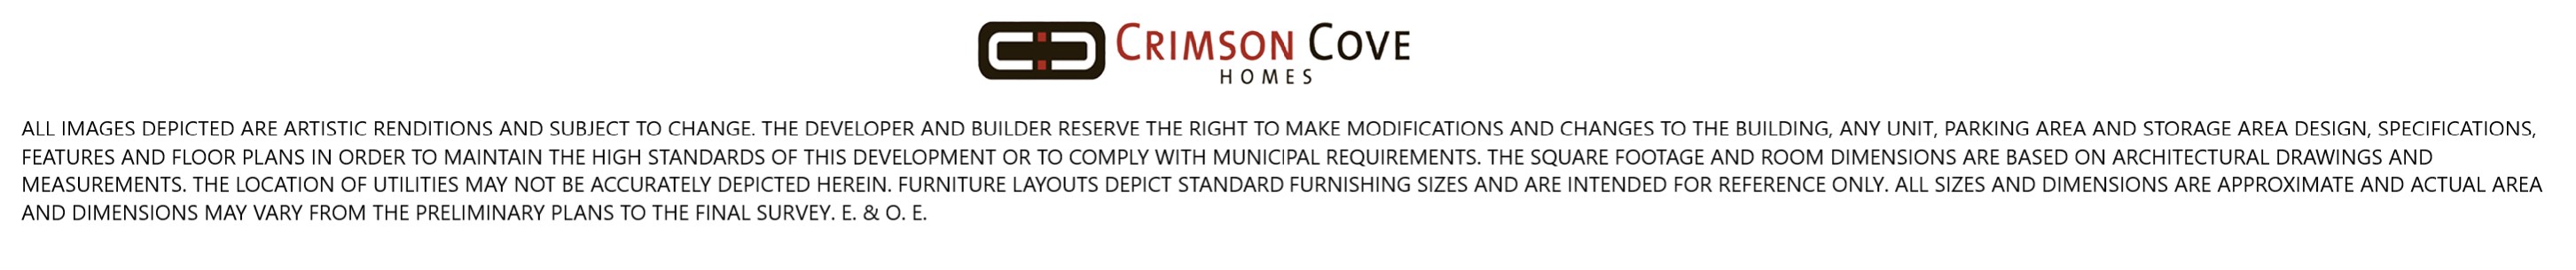 CRIMSON COVE
HOMES
ALL IMAGES DEPICTED ARE ARTISTIC RENDITIONS AND SUBJECT TO CHANGE. THE DEVELOPER AND BUILDER RESERVE THE RIGHT TO MAKE MODIFICATIONS AND CHANGES TO THE BUILDING, ANY UNIT, PARKING AREA AND STORAGE AREA DESIGN, SPECIFICATIONS,
FEATURES AND FLOOR PLANS IN ORDER TO MAINTAIN THE HIGH STANDARDS OF THIS DEVELOPMENT OR TO COMPLY WITH MUNICIPAL REQUIREMENTS. THE SQUARE FOOTAGE AND ROOM DIMENSIONS ARE BASED ON ARCHITECTURAL DRAWINGS AND
MEASUREMENTS. THE LOCATION OF UTILITIES MAY NOT BE ACCURATELY DEPICTED HEREIN. FURNITURE LAYOUTS DEPICT STANDARD FURNISHING SIZES AND ARE INTENDED FOR REFERENCE ONLY. ALL SIZES AND DIMENSIONS ARE APPROXIMATE AND ACTUAL AREA
AND DIMENSIONS MAY VARY FROM THE PRELIMINARY PLANS TO THE FINAL SURVEY. E. & O. E.